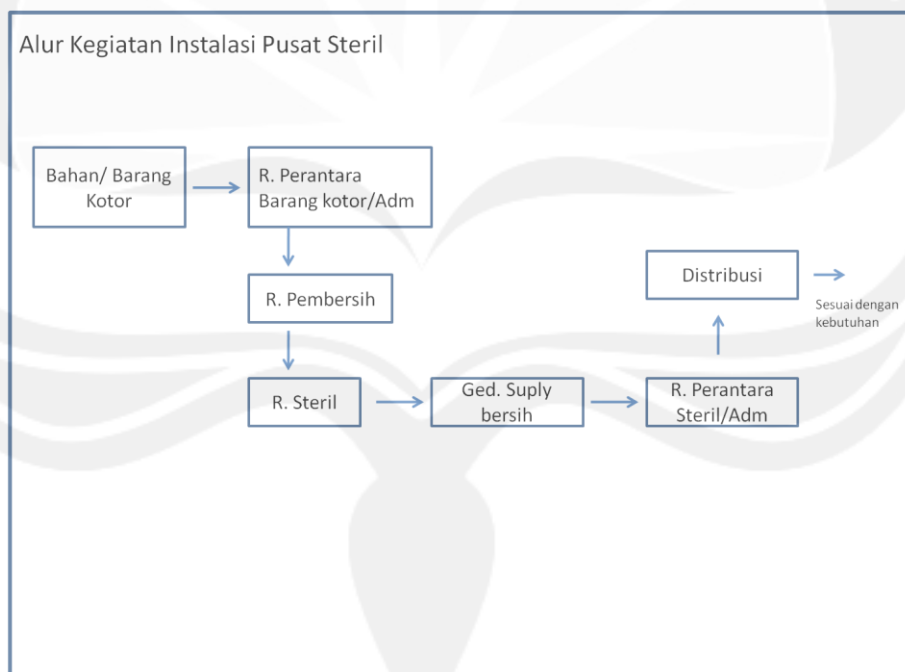 Alur Kegiatan Instalasi Pusat Steril
Bahan/ Barang
Kotor
R. Perantara
Barang kotor/Adm
R. Pembersih
R. Steril
Ged. Suply
bersih
R. Perantara
Steril/Adm
Distribusi
Sesuai dengan
kebutuhan